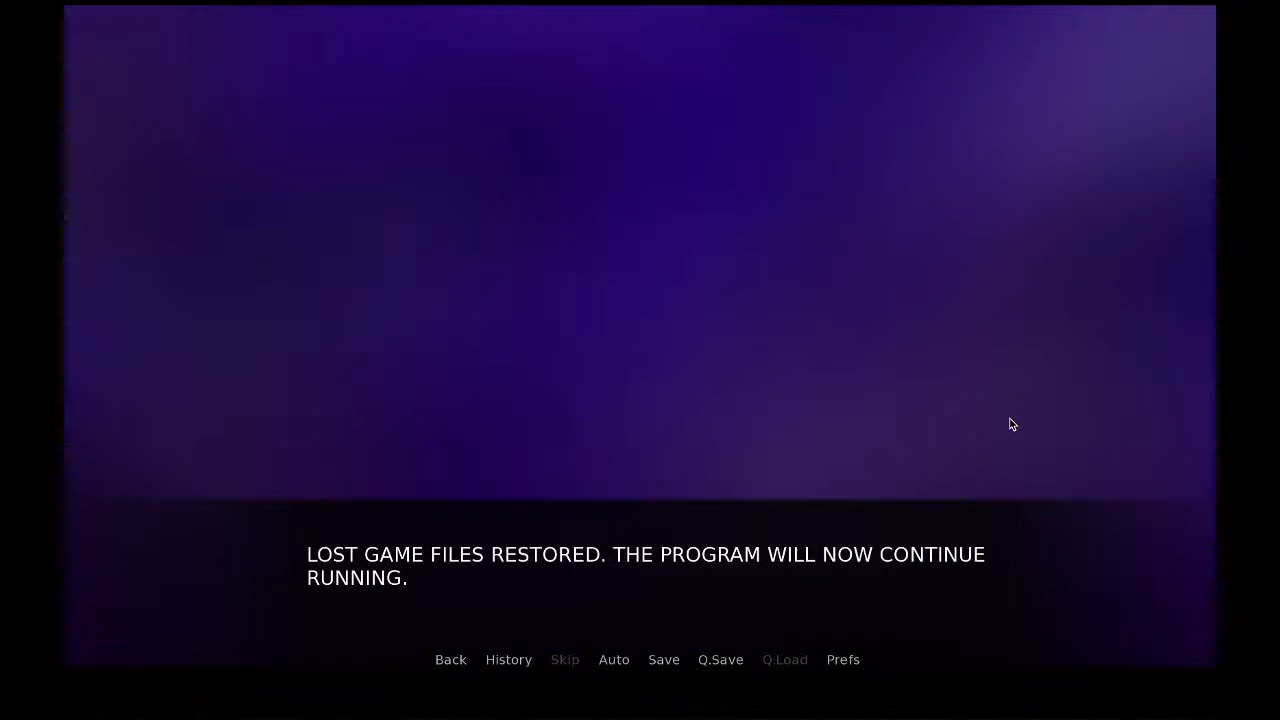 LOST GAME FILES RESTORED. THE PROGRAM WILL NOW CONTINUE
RUNNING.
Back History Skip Auto Save Q.Save Q.Load Prefs